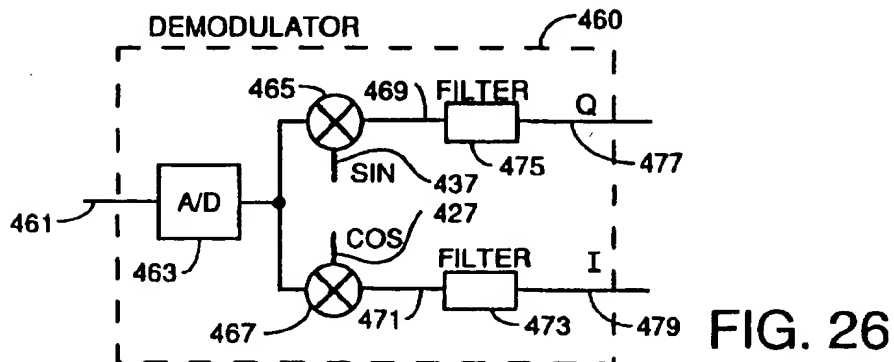 DEMODULATOR
460
465
469
FILTER
Q
SIN
437
475
477
461
A/D
463
427
COS
FILTER
I
467
471
473
479
FIG. 26